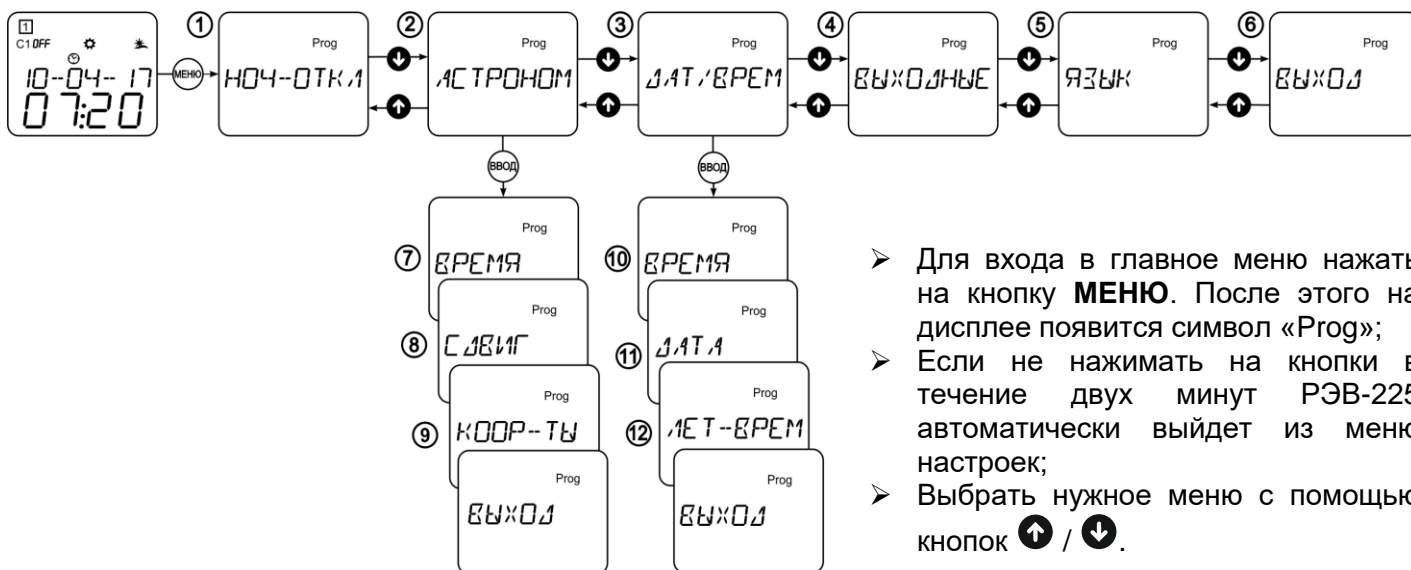 1
C1 OFF
10-04-17
07:20
МЕНЮ
1
Prog
НОЧ-ОТКЛ
2
Prog
АСТРОНОМ
3
Prog
ДАТ/ВРЕМ
4
Prog
ВЫХОДНЫЕ
5
Prog
ЯЗЫК
6
Prog
ВЫХОД
ВВОД
ВВОД
7
Prog
ВРЕМЯ
8
Prog
СДВИГ
9
Prog
КООР-ТЫ
Prog
ВЫХОД
10
Prog
ВРЕМЯ
11
Prog
ДАТА
12
Prog
ЛЕТ-ВРЕМ
Prog
ВЫХОД
➢ Для входа в главное меню нажать
на кнопку МЕНЮ. После этого на
дисплее появится символ «Prog»;
➢ Если не нажимать на кнопки в
течение двух минут РЭВ-225
автоматически выйдет из меню
настроек;
➢ Выбрать нужное меню с помощью
кнопок ↑ / ↓.